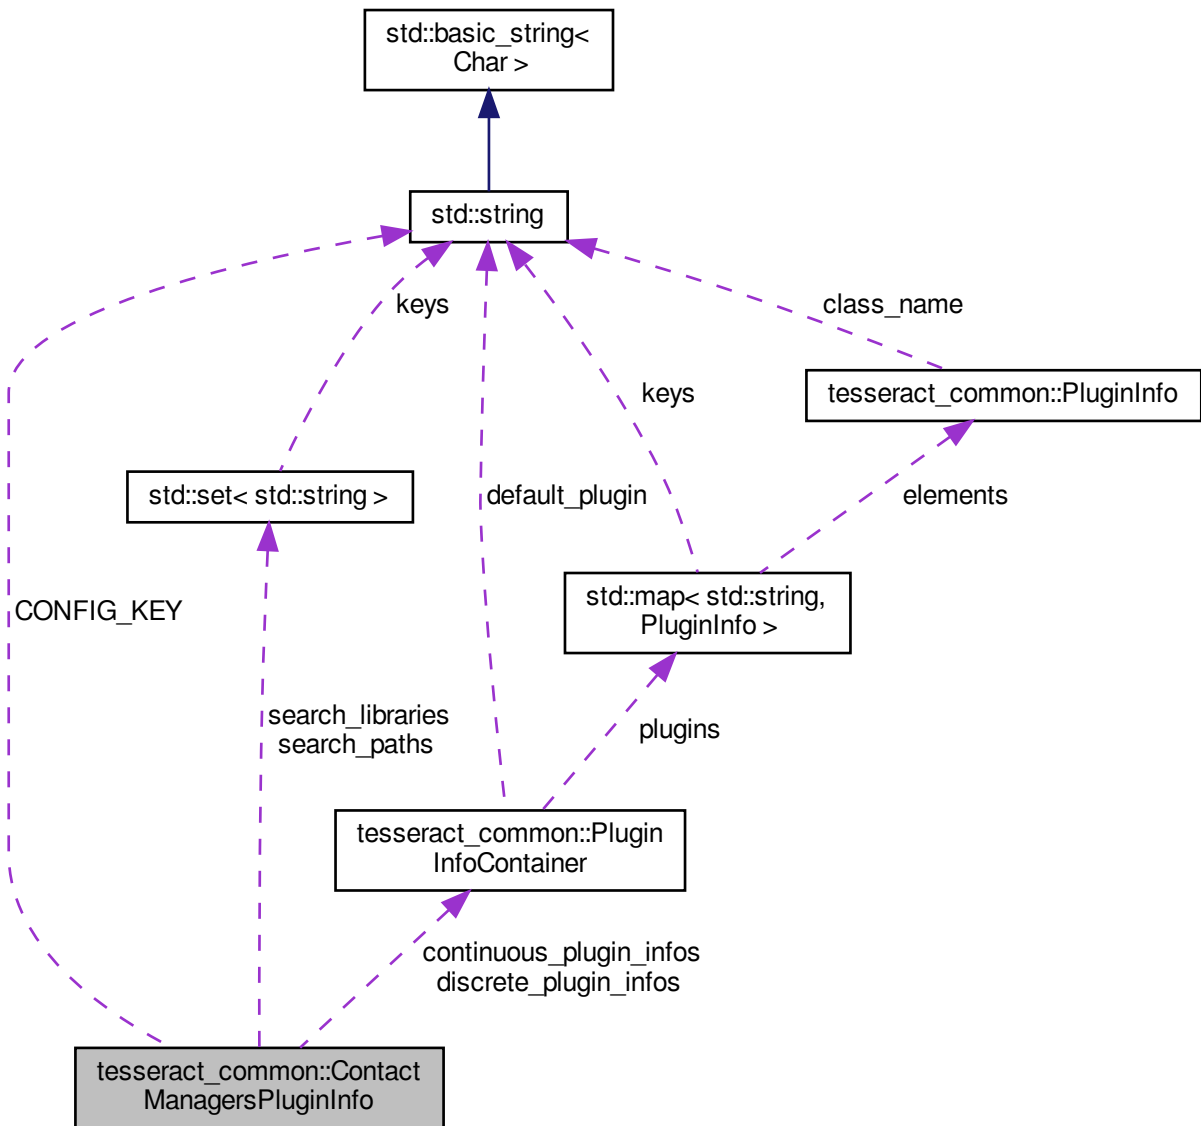 std::basic_string<
Char >
std::string
keys
class_name
keys
tesseract_common::PluginInfo
std::set< std::string >
default_plugin
elements
CONFIG_KEY
std::map< std::string,
PluginInfo >
search_libraries
search_paths
plugins
tesseract_common::Plugin
InfoContainer
continuous_plugin_infos
discrete_plugin_infos
tesseract_common::Contact
ManagersPluginInfo